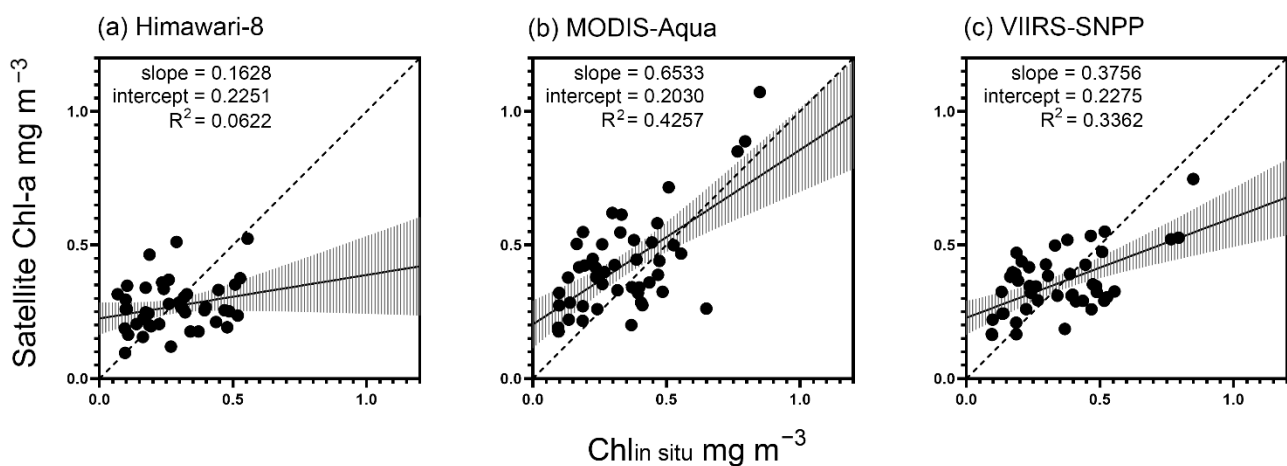 (a) Himawari-8
slope = 0.1628
intercept = 0.2251
R² = 0.0622
(b) MODIS-Aqua
slope = 0.6533
intercept = 0.2030
R² = 0.4257
(c) VIIRS-SNPP
slope = 0.3756
intercept = 0.2275
R² = 0.3362
Satellite Chl-a mg m⁻³
1.0
0.5
0.0
0.0 0.5 1.0
1.0
0.5
0.0
0.0 0.5 1.0
1.0
0.5
0.0
0.0 0.5 1.0
Chlin situ mg m⁻³